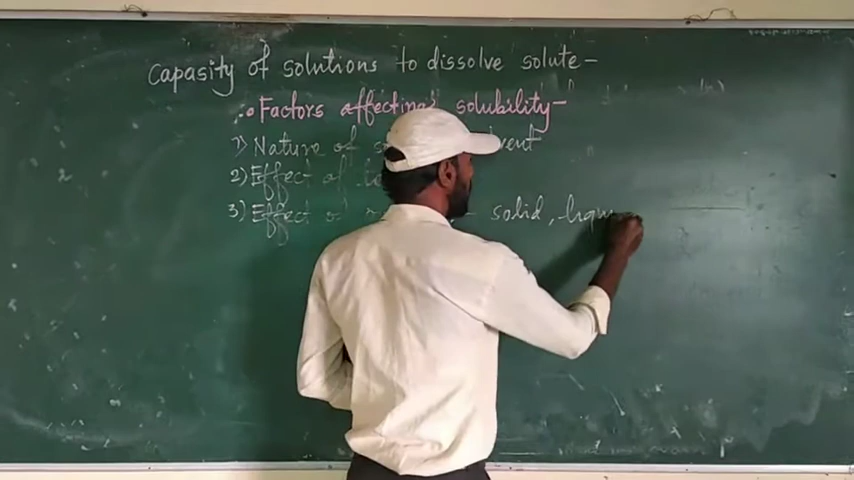 Capasity of solutions to dissolve solute -
Factors affecting solubility -
1) Nature of
2) Effect of
3) Effect of - solid, liqu